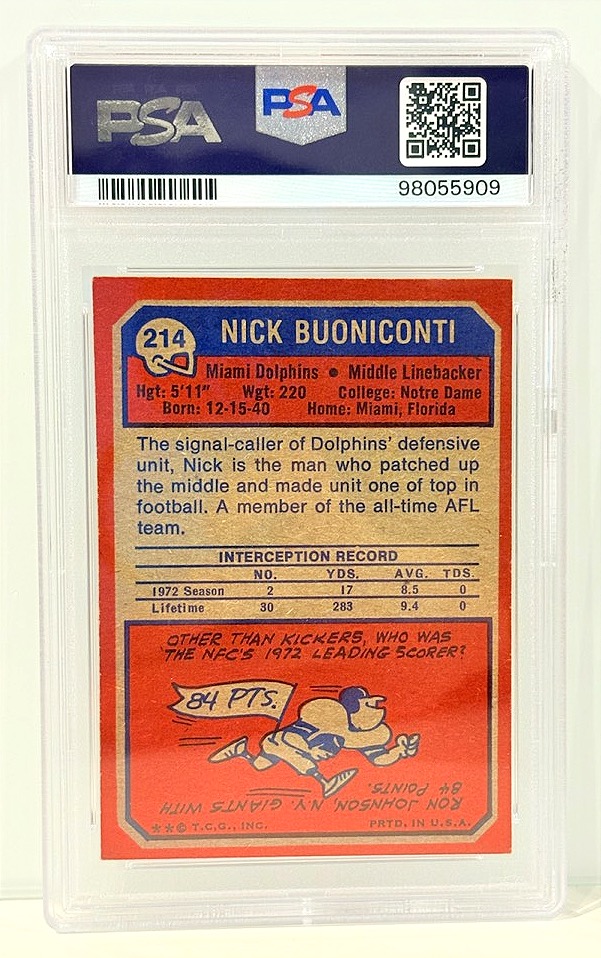 PSA
PSA
98055909
214
NICK BUONICONTI
Miami Dolphins • Middle Linebacker
Hgt: 5'11" Wgt: 220 College: Notre Dame
Born: 12-15-40 Home: Miami, Florida
The signal-caller of Dolphins' defensive
unit, Nick is the man who patched up
the middle and made unit one of top in
football. A member of the all-time AFL
team.
INTERCEPTION RECORD
NO. YDS. AVG. TDS.
1972 Season 2 17 8.5 0
Lifetime 30 283 9.4 0
OTHER THAN KICKERS, WHO WAS
THE NFC'S 1972 LEADING SCORER?
84 PTS.
RON JOHNSON, N.Y. GIANTS WITH
84 POINTS.
**© T.C.G., INC. PRTD. IN U.S.A.